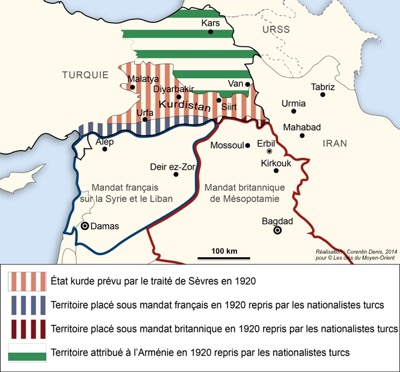 Kars
URSS
TURQUIE
Malatya
Diyarbakir
Van
Tabriz
Kurdistan
Siirt
Urmia
Urfa
Mahabad
Alep
Mossoul
Erbil
IRAN
Deir ez-Zor
Kirkouk
Mandat français
sur la Syrie et le Liban
Mandat britannique
de Mésopotamie
Damas
Bagdad
100 km
Réalisation: Corentin Denis, 2014
pour © Les clés du Moyen-Orient
État kurde prévu par le traité de Sèvres en 1920
Territoire placé sous mandat français en 1920 repris par les nationalistes turcs
Territoire placé sous mandat britannique en 1920 repris par les nationalistes turcs
Territoire attribué à l'Arménie en 1920 repris par les nationalistes turcs